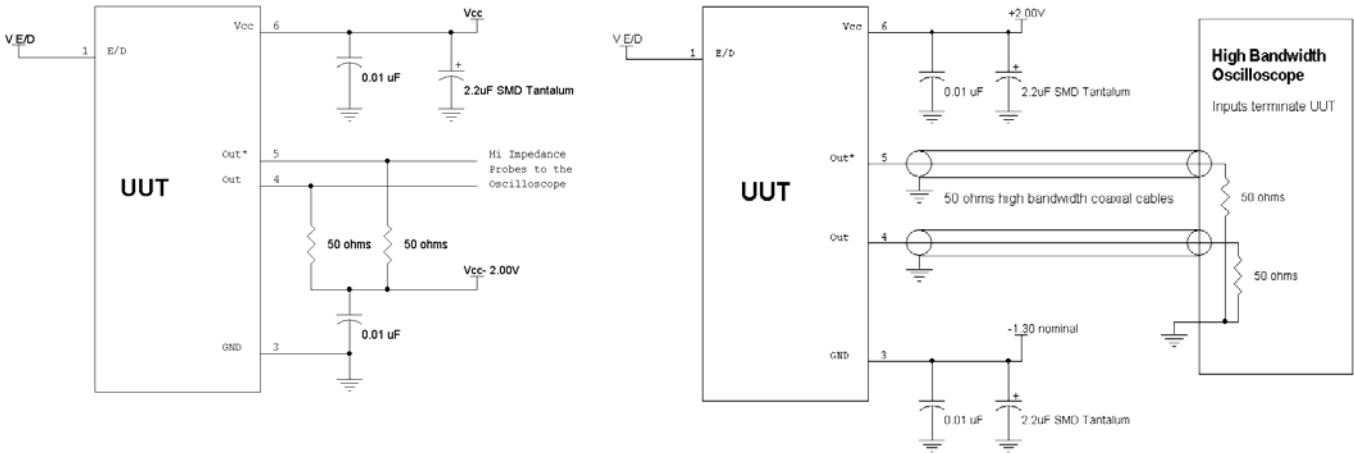 Vcc
V E/D
1
E/D
Vcc
6
0.01 uF
+
2.2uF SMD Tantalum
Out*
5
Out
4
Hi Impedance
Probes to the
Oscilloscope
UUT
50 ohms
50 ohms
Vcc- 2.00V
0.01 uF
GND
3
+2.00V
V E/D
1
E/D
Vcc
6
0.01 uF
+
2.2uF SMD Tantalum
High Bandwidth
Oscilloscope
Inputs terminate UUT
Out*
5
UUT
50 ohms high bandwidth coaxial cables
50 ohms
Out
4
50 ohms
-1.30 nominal
GND
3
0.01 uF
+
2.2uF SMD Tantalum